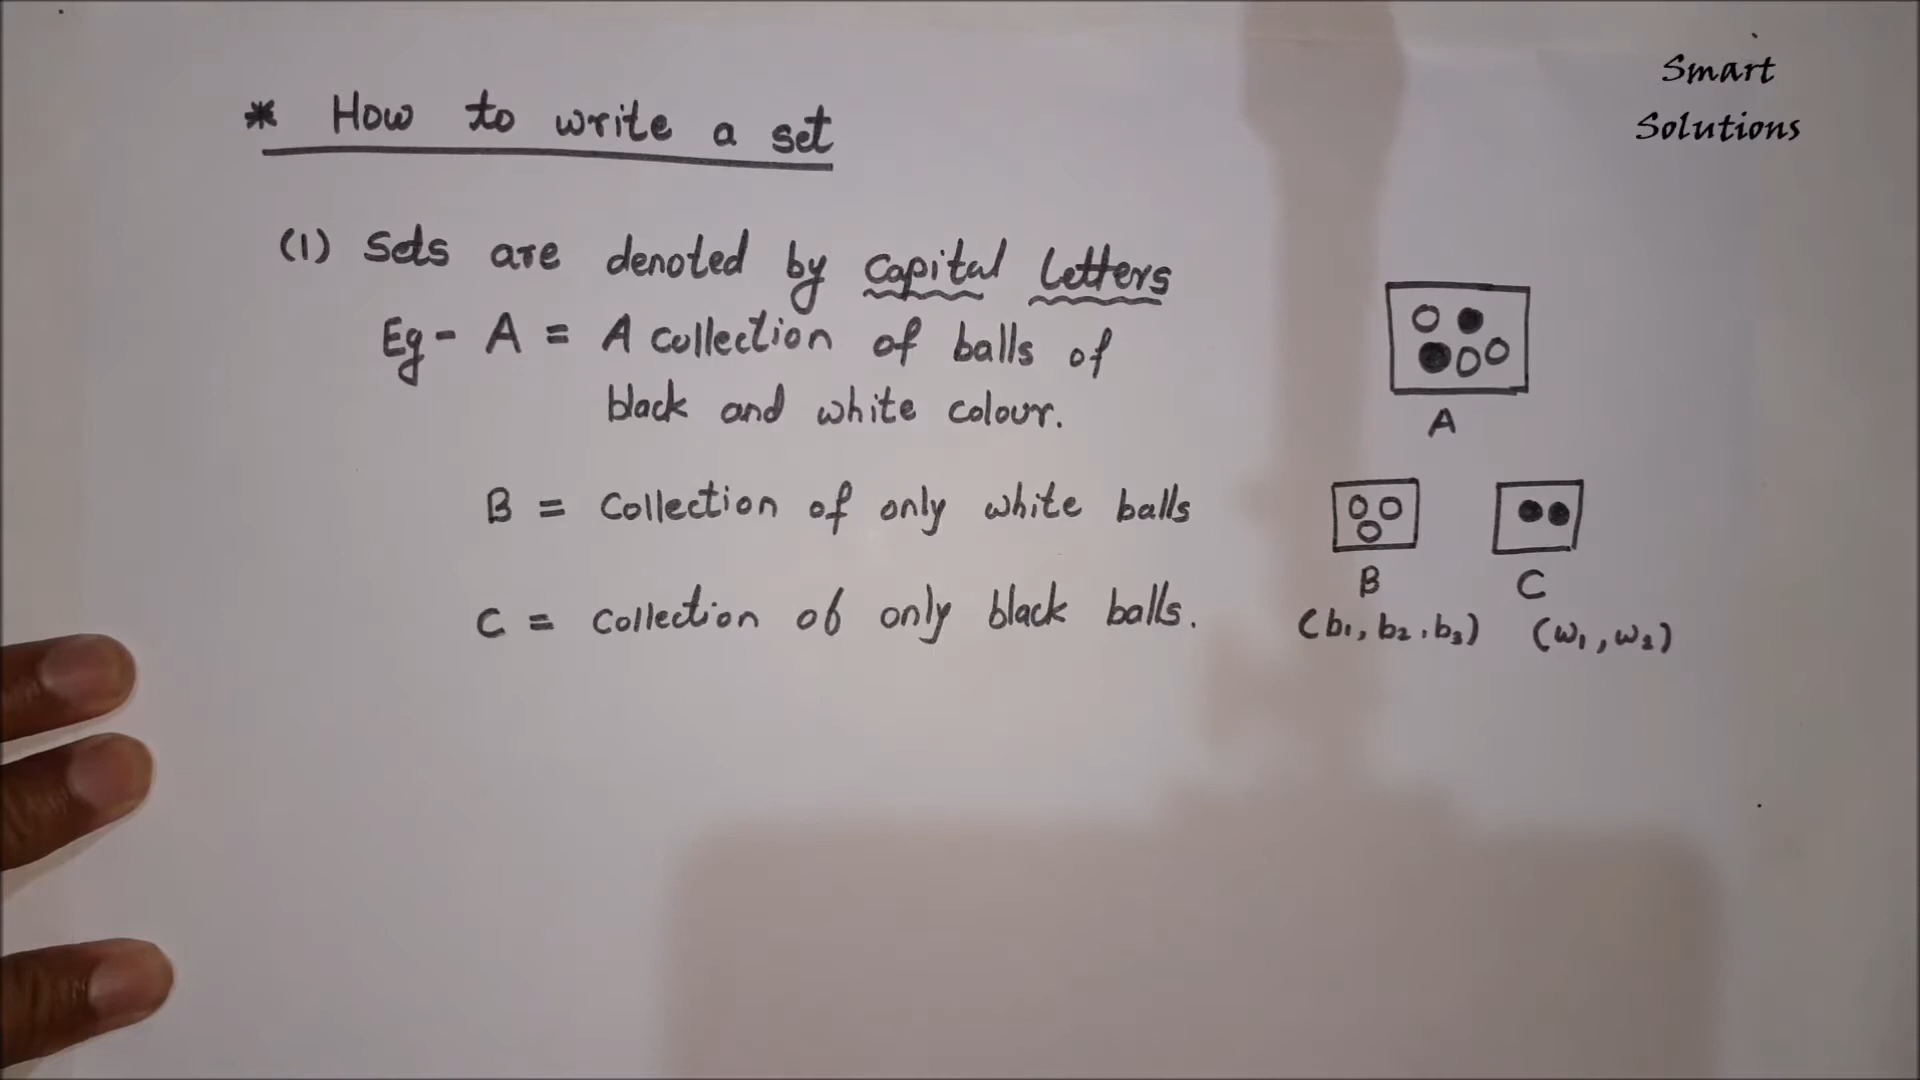 Smart
Solutions
* How to write a set
(1) Sets are denoted by capital letters
Eg - A = A collection of balls of
black and white colour.
A
B = Collection of only white balls
B
C
C = collection of only black balls.
(b₁, b₂, b₃) (w₁, w₂)